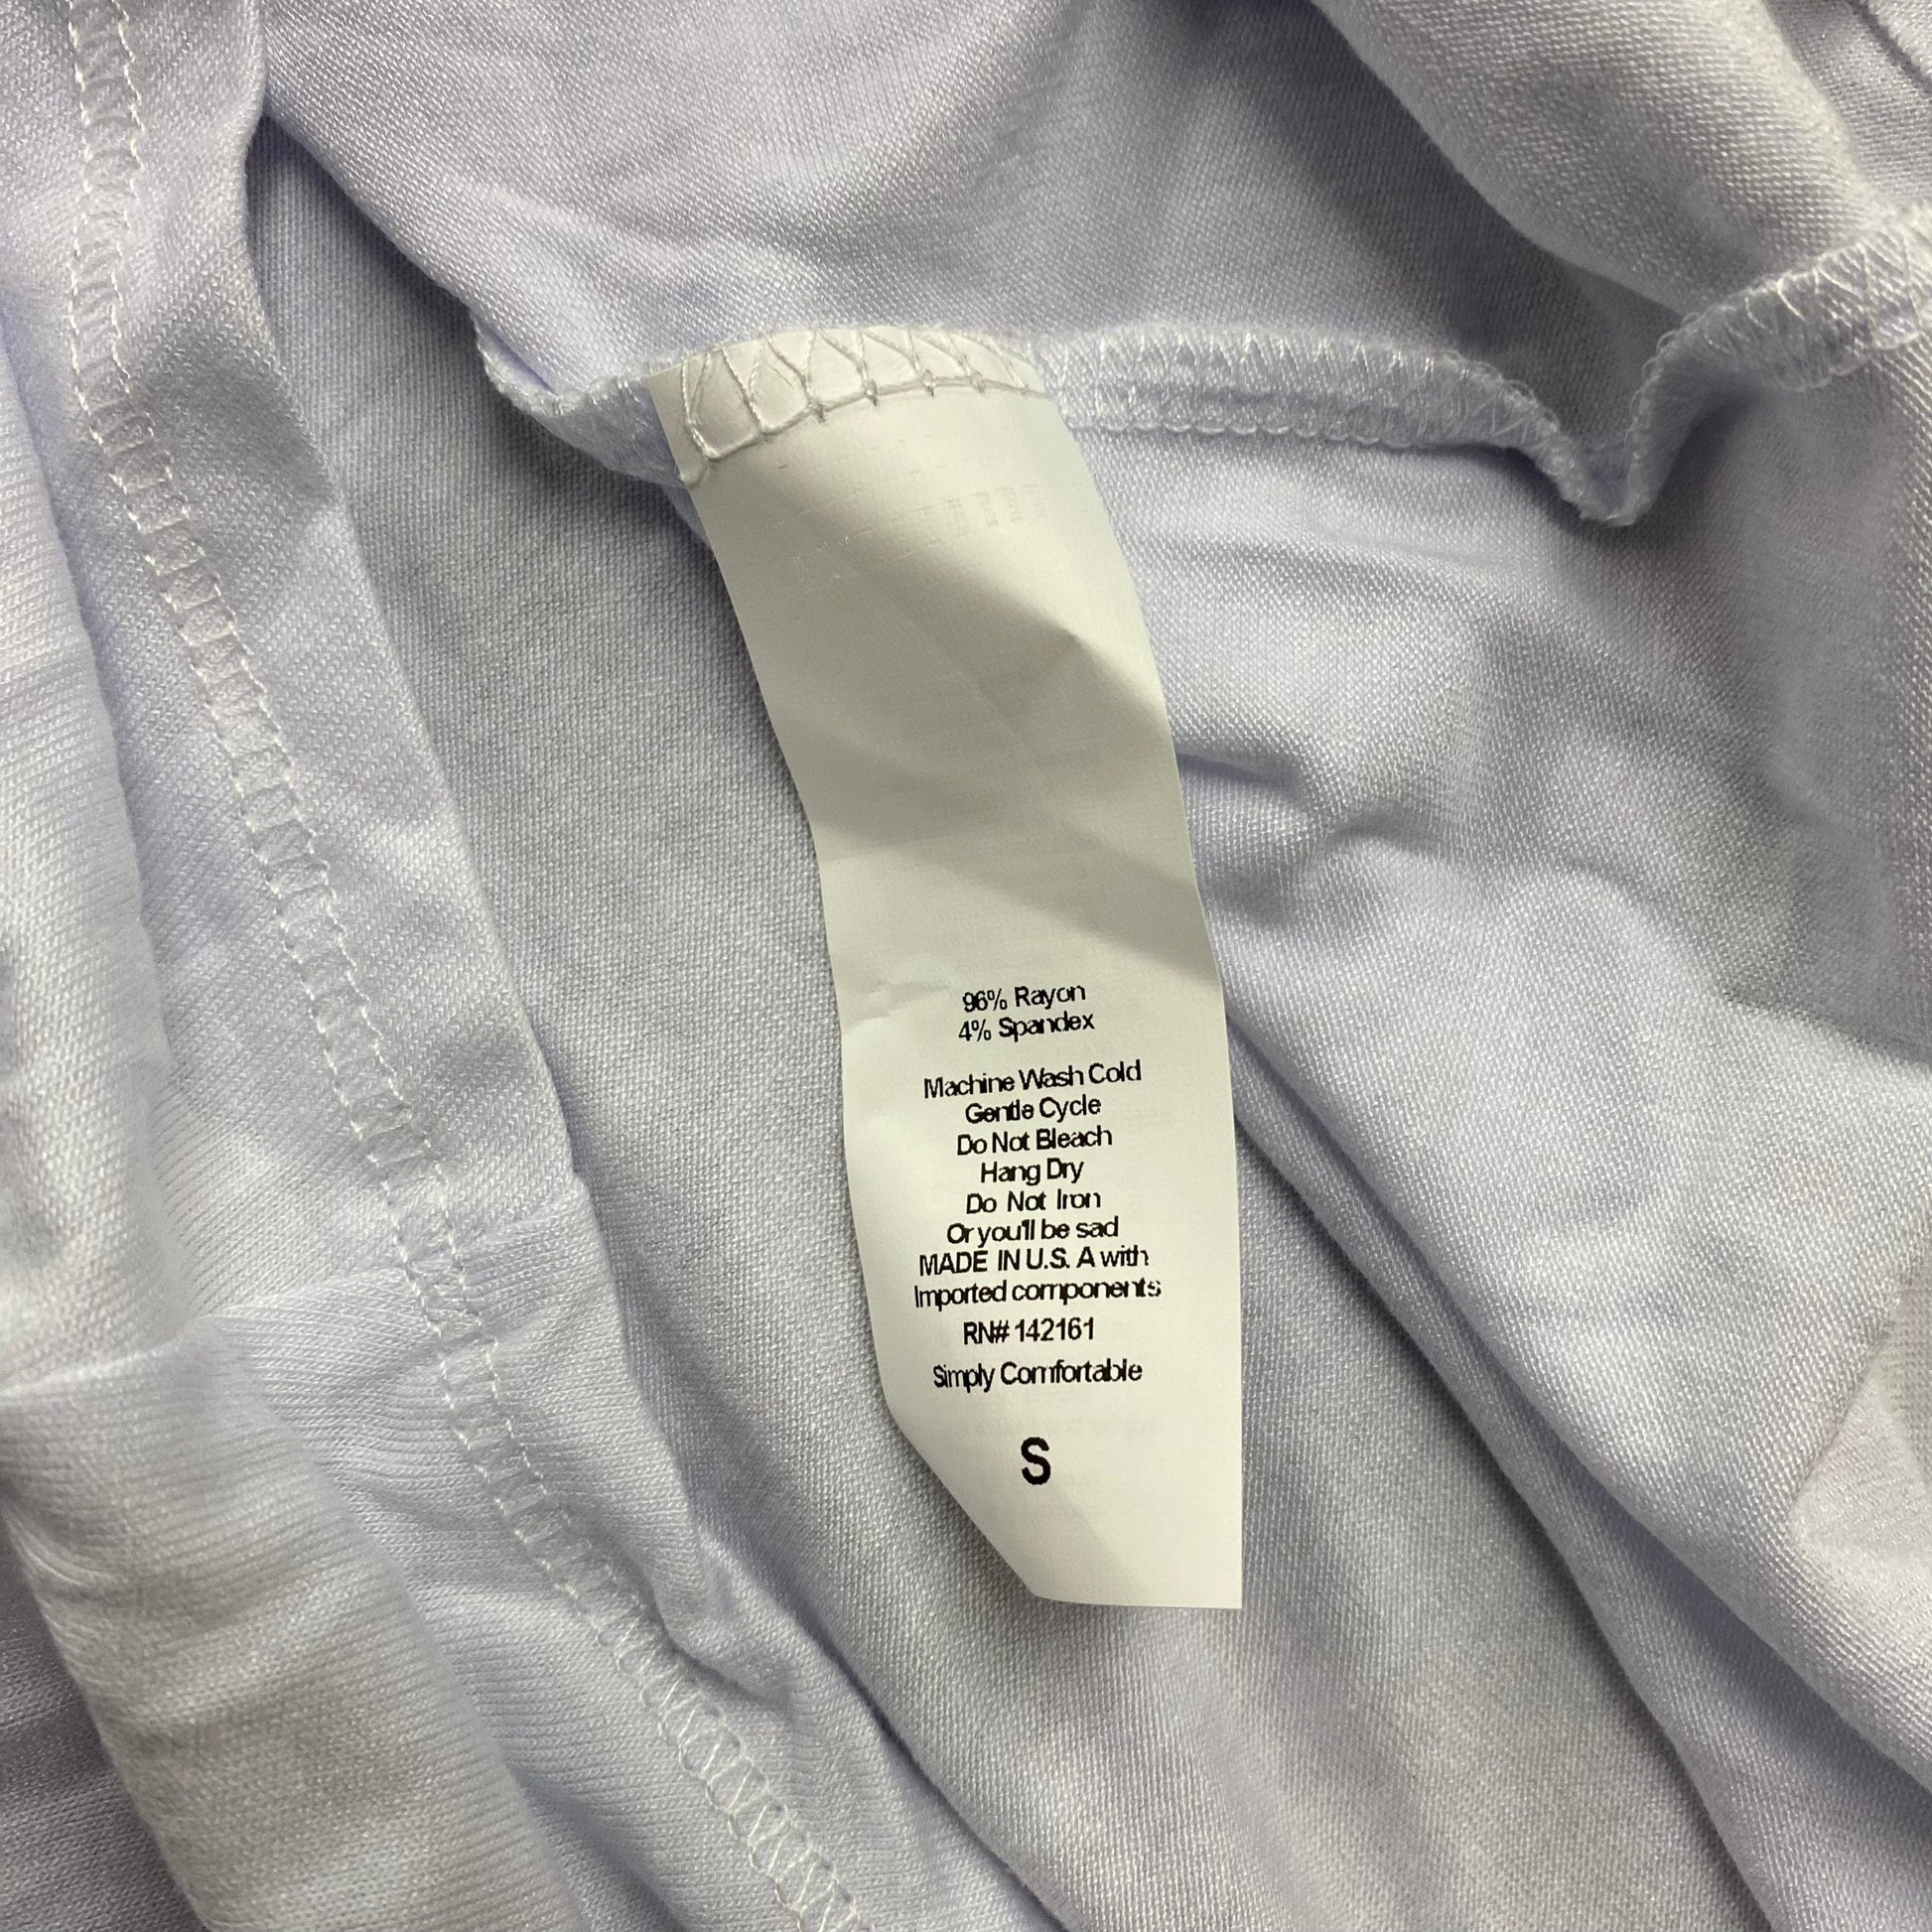 96% Rayon
4% Spandex
Machine Wash Cold
Gentle Cycle
Do Not Bleach
Hang Dry
Do Not Iron
Or you'll be sad
MADE IN U.S. A with
Imported components
RN# 142161
Simply Comfortable
S